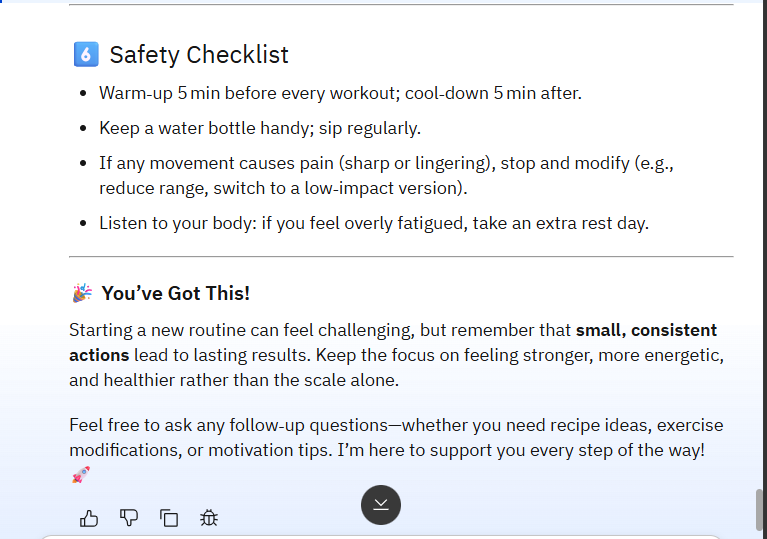 6 Safety Checklist
• Warm-up 5 min before every workout; cool-down 5 min after.
• Keep a water bottle handy; sip regularly.
• If any movement causes pain (sharp or lingering), stop and modify (e.g.,
reduce range, switch to a low-impact version).
• Listen to your body: if you feel overly fatigued, take an extra rest day.
🎉 You’ve Got This!
Starting a new routine can feel challenging, but remember that small, consistent
actions lead to lasting results. Keep the focus on feeling stronger, more energetic,
and healthier rather than the scale alone.
Feel free to ask any follow-up questions—whether you need recipe ideas, exercise
modifications, or motivation tips. I’m here to support you every step of the way!
🚀